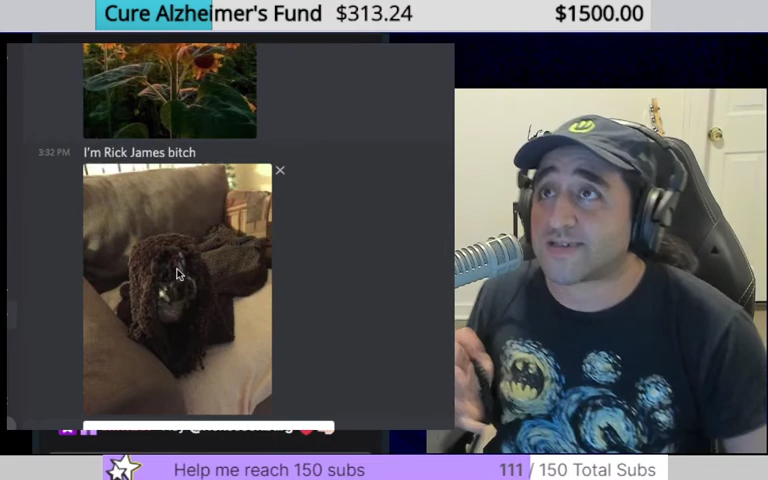 Cure Alzheimer's Fund $313.24 $1500.00
3:32 PM I'm Rick James bitch
Help me reach 150 subs 111 / 150 Total Subs